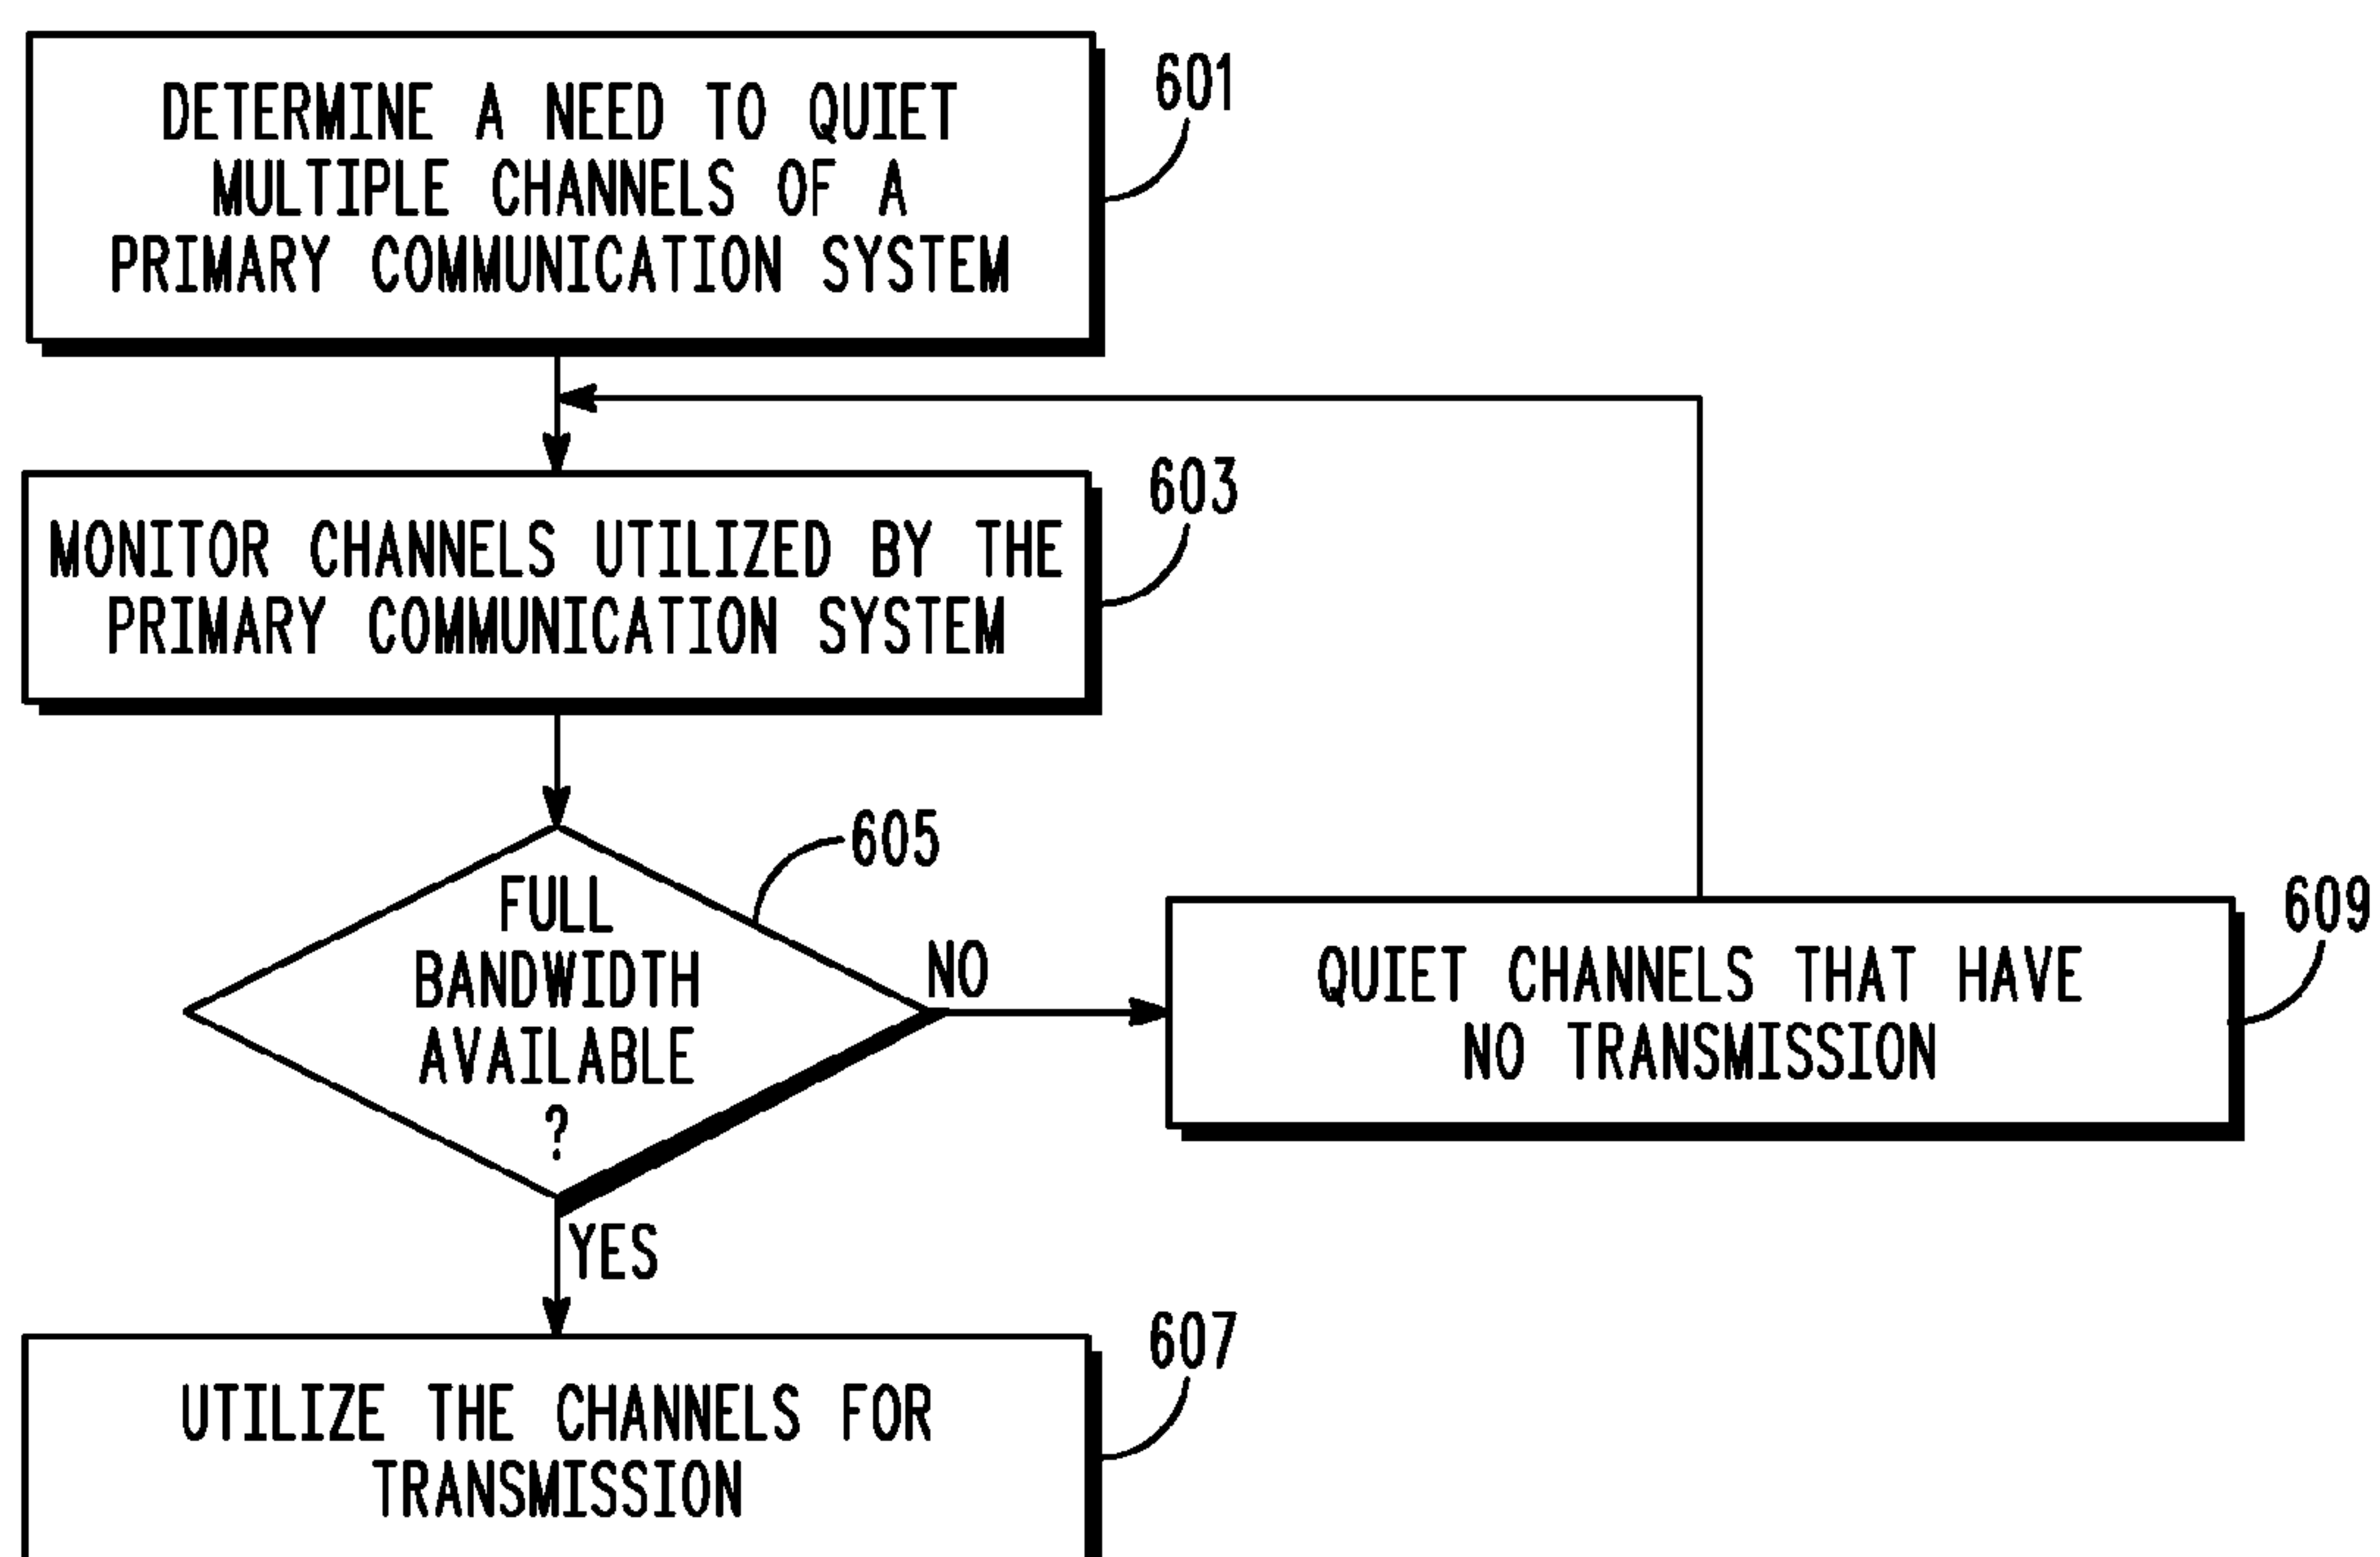 DETERMINE A NEED TO QUIET
MULTIPLE CHANNELS OF A
PRIMARY COMMUNICATION SYSTEM
601
MONITOR CHANNELS UTILIZED BY THE
PRIMARY COMMUNICATION SYSTEM
603
FULL
BANDWIDTH
AVAILABLE
?
605
NO
YES
QUIET CHANNELS THAT HAVE
NO TRANSMISSION
609
UTILIZE THE CHANNELS FOR
TRANSMISSION
607